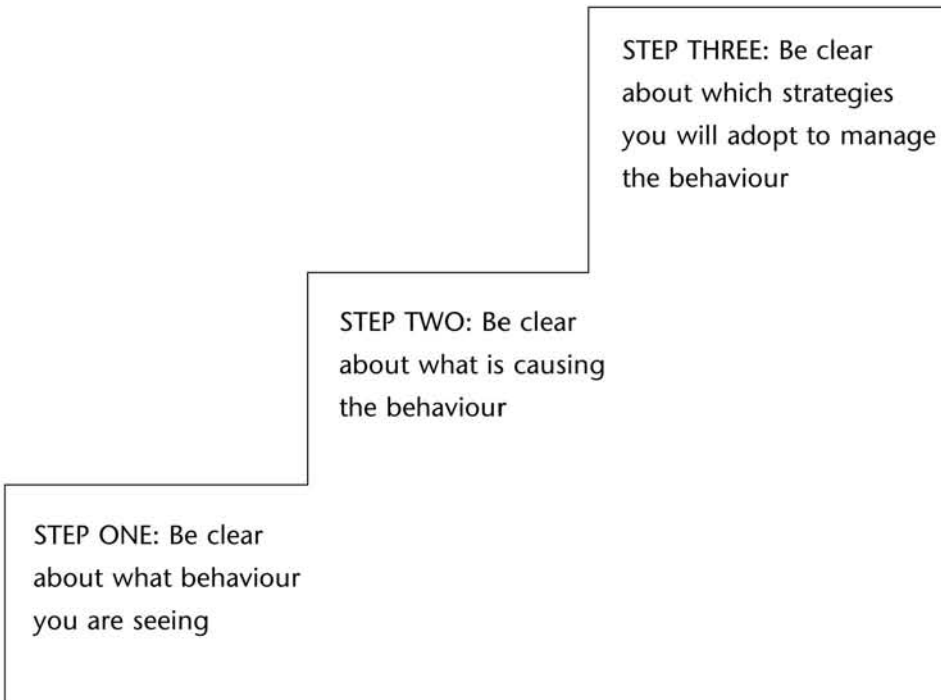 STEP THREE: Be clear
about which strategies
you will adopt to manage
the behaviour
STEP TWO: Be clear
about what is causing
the behaviour
STEP ONE: Be clear
about what behaviour
you are seeing